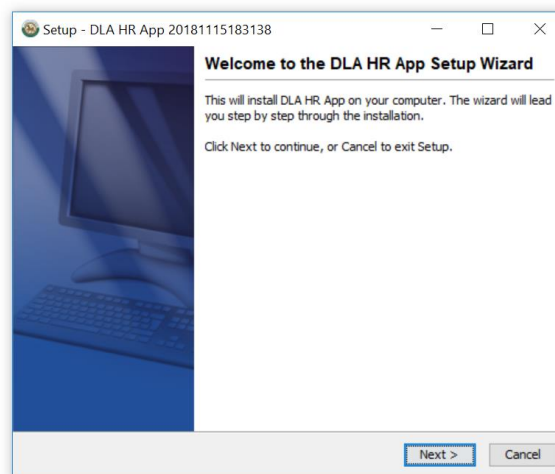 Setup - DLA HR App 20181115183138
Welcome to the DLA HR App Setup Wizard
This will install DLA HR App on your computer. The wizard will lead
you step by step through the installation.
Click Next to continue, or Cancel to exit Setup.
Next > Cancel